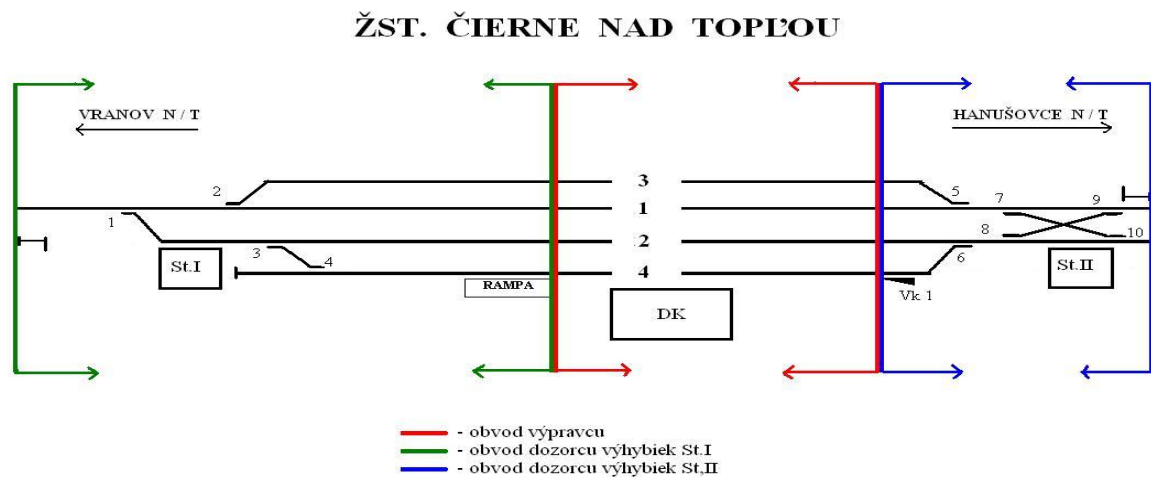 ŽST. ČIERNE NAD TOPĽOU
VRANOV N / T
HANUŠOVCE N / T
2
3
5
7
9
1
1
8
10
2
3
4
6
St.I
St.II
4
RAMPA
Vk 1
DK
- obvod výpravcu
- obvod dozorcu výhybiek St.I
- obvod dozorcu výhybiek St,II